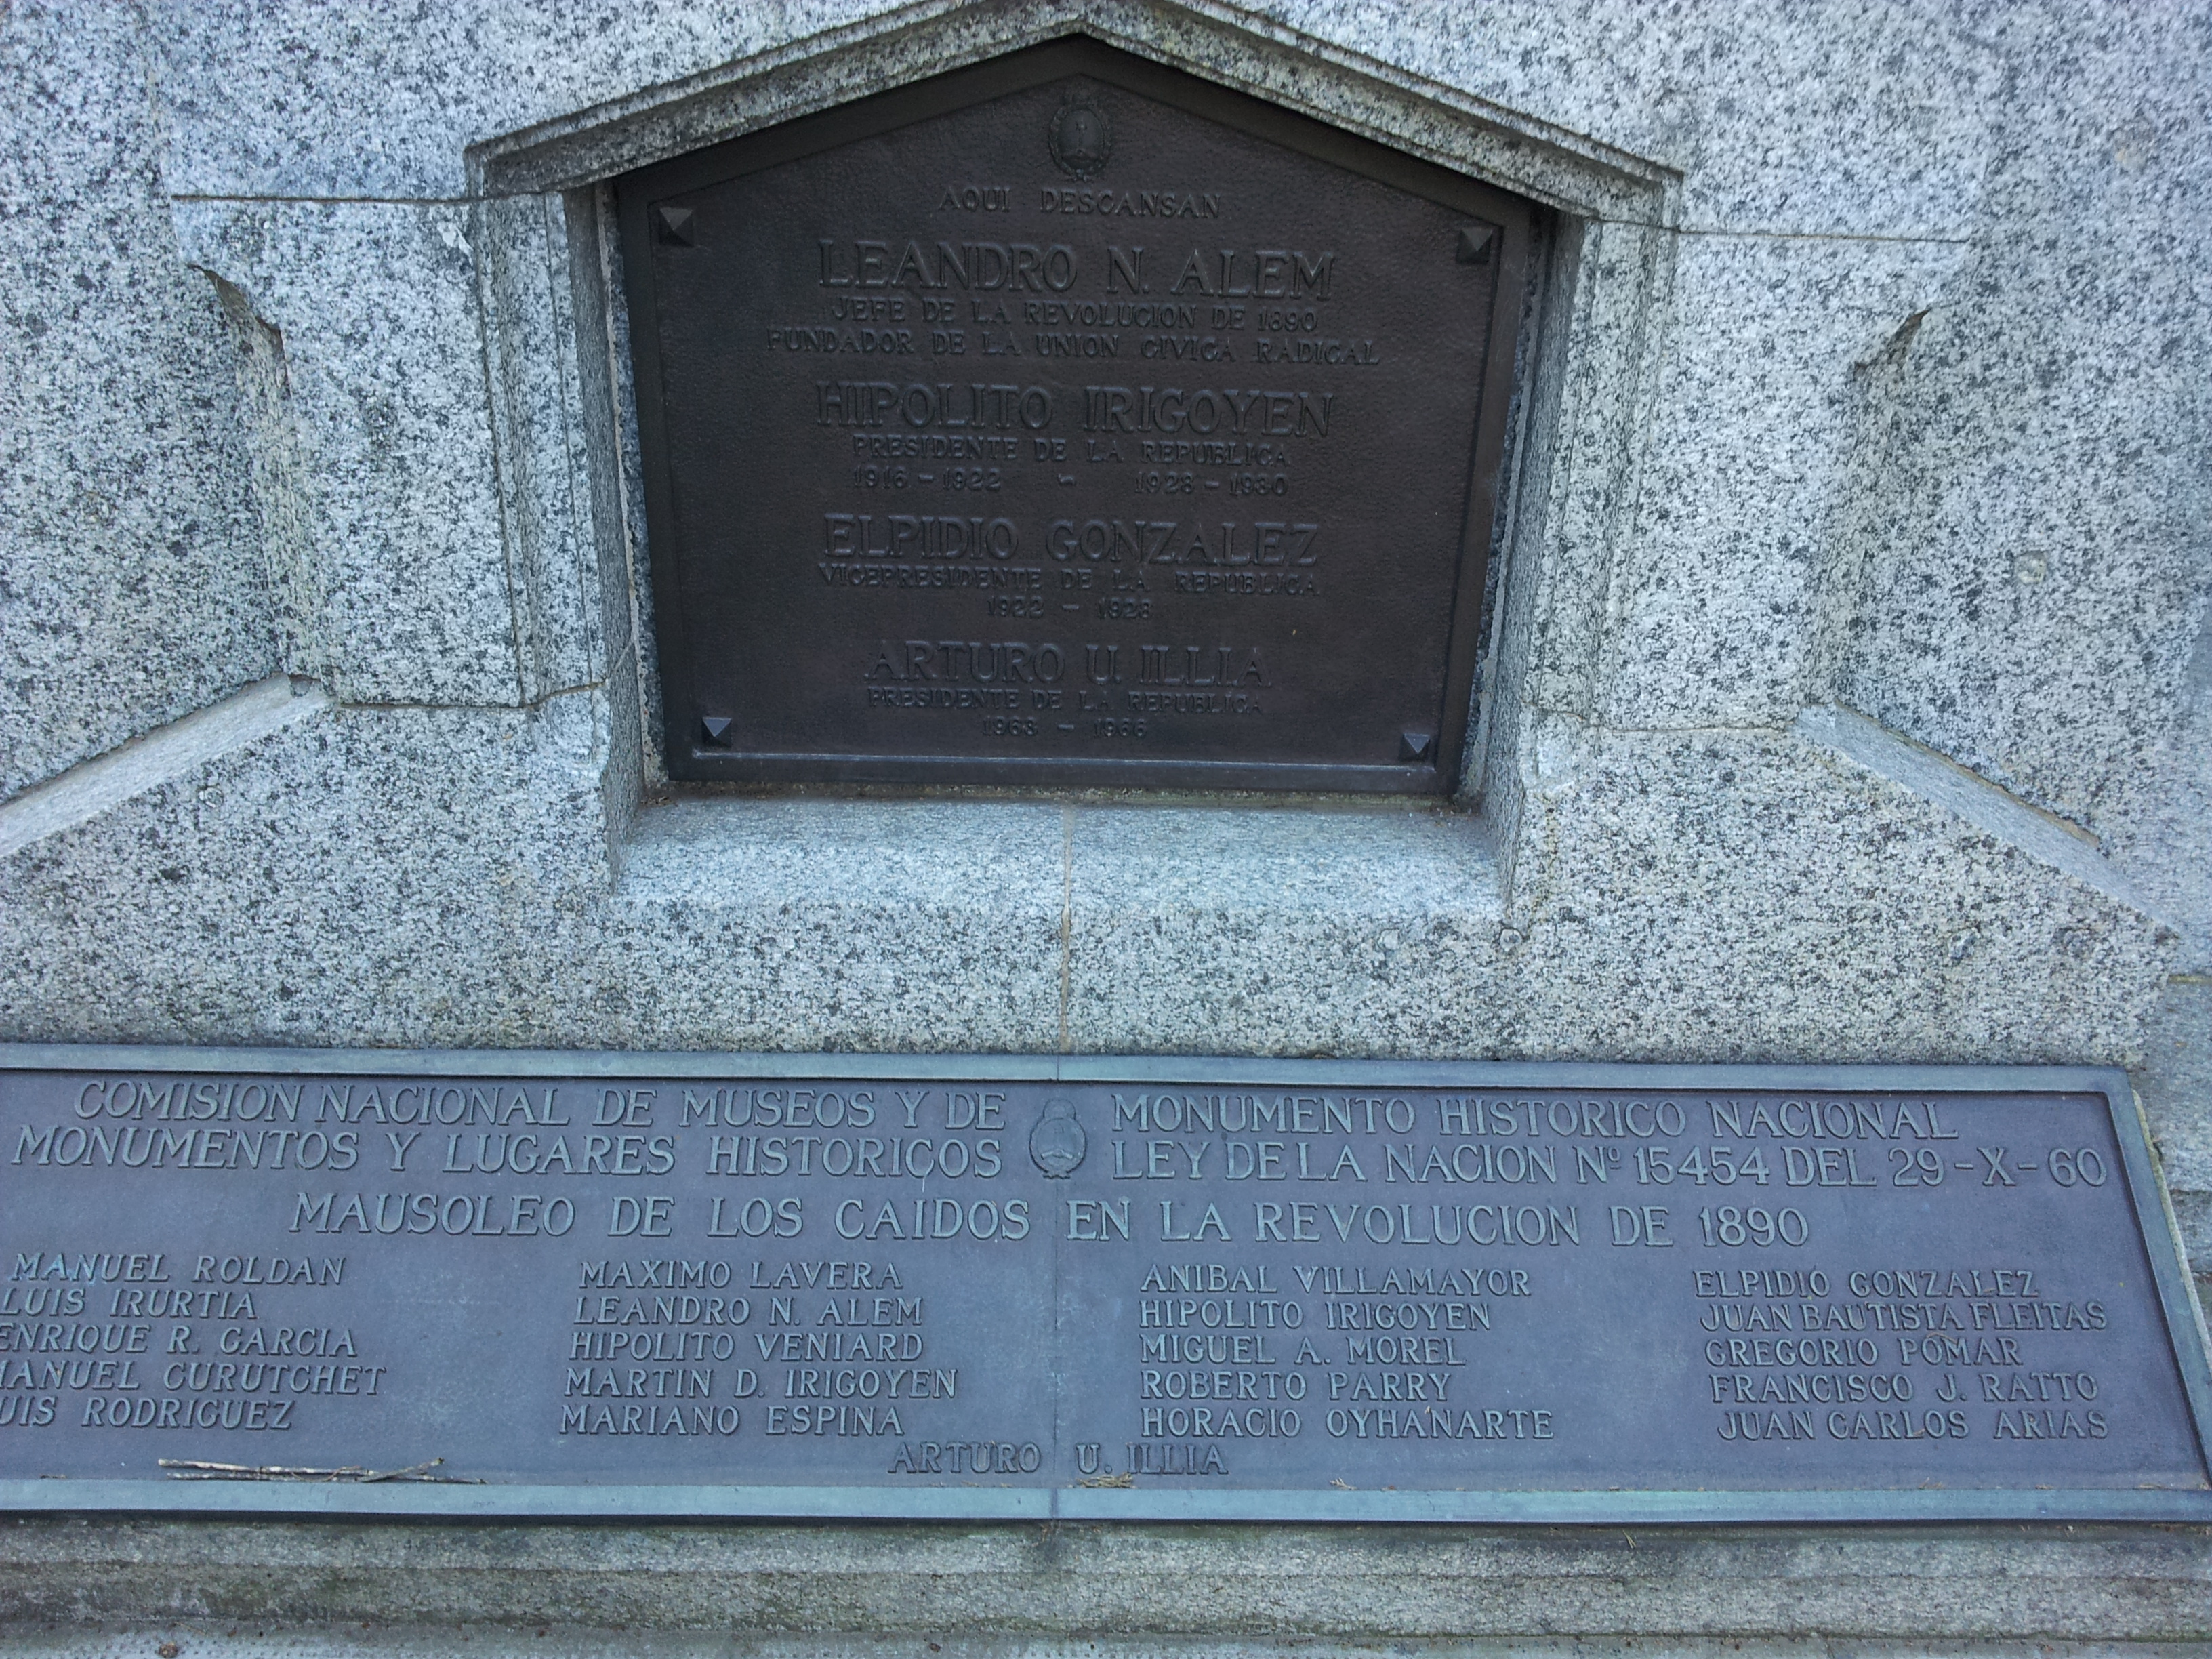 AQUI DESCANSAN
LEANDRO N. ALEM
JEFE DE LA REVOLUCION DE 1890
FUNDADOR DE LA UNION CIVICA RADICAL
HIPOLITO IRIGOYEN
PRESIDENTE DE LA REPUBLICA
1916 - 1922 - 1928 - 1930
ELPIDIO GONZALEZ
VICEPRESIDENTE DE LA REPUBLICA
1922 - 1928
ARTURO U. ILLIA
PRESIDENTE DE LA REPUBLICA
1963 - 1966
COMISION NACIONAL DE MUSEOS Y DE
MONUMENTOS Y LUGARES HISTORICOS
MONUMENTO HISTORICO NACIONAL
LEY DE LA NACION Nº 15454 DEL 29-X-60
MAUSOLEO DE LOS CAIDOS EN LA REVOLUCION DE 1890
MANUEL ROLDAN
LUIS IRURTIA
ENRIQUE R. GARCIA
MANUEL CURUTCHET
UIS RODRIGUEZ
MAXIMO LAVERA
LEANDRO N. ALEM
HIPOLITO VENIARD
MARTIN D. IRIGOYEN
MARIANO ESPINA
ANIBAL VILLAMAYOR
HIPOLITO IRIGOYEN
MIGUEL A. MOREL
ROBERTO PARRY
HORACIO OYHANARTE
ELPIDIO GONZALEZ
JUAN BAUTISTA FLEITAS
GREGORIO POMAR
FRANCISCO J. RATTO
JUAN CARLOS ARIAS
ARTURO U. ILLIA